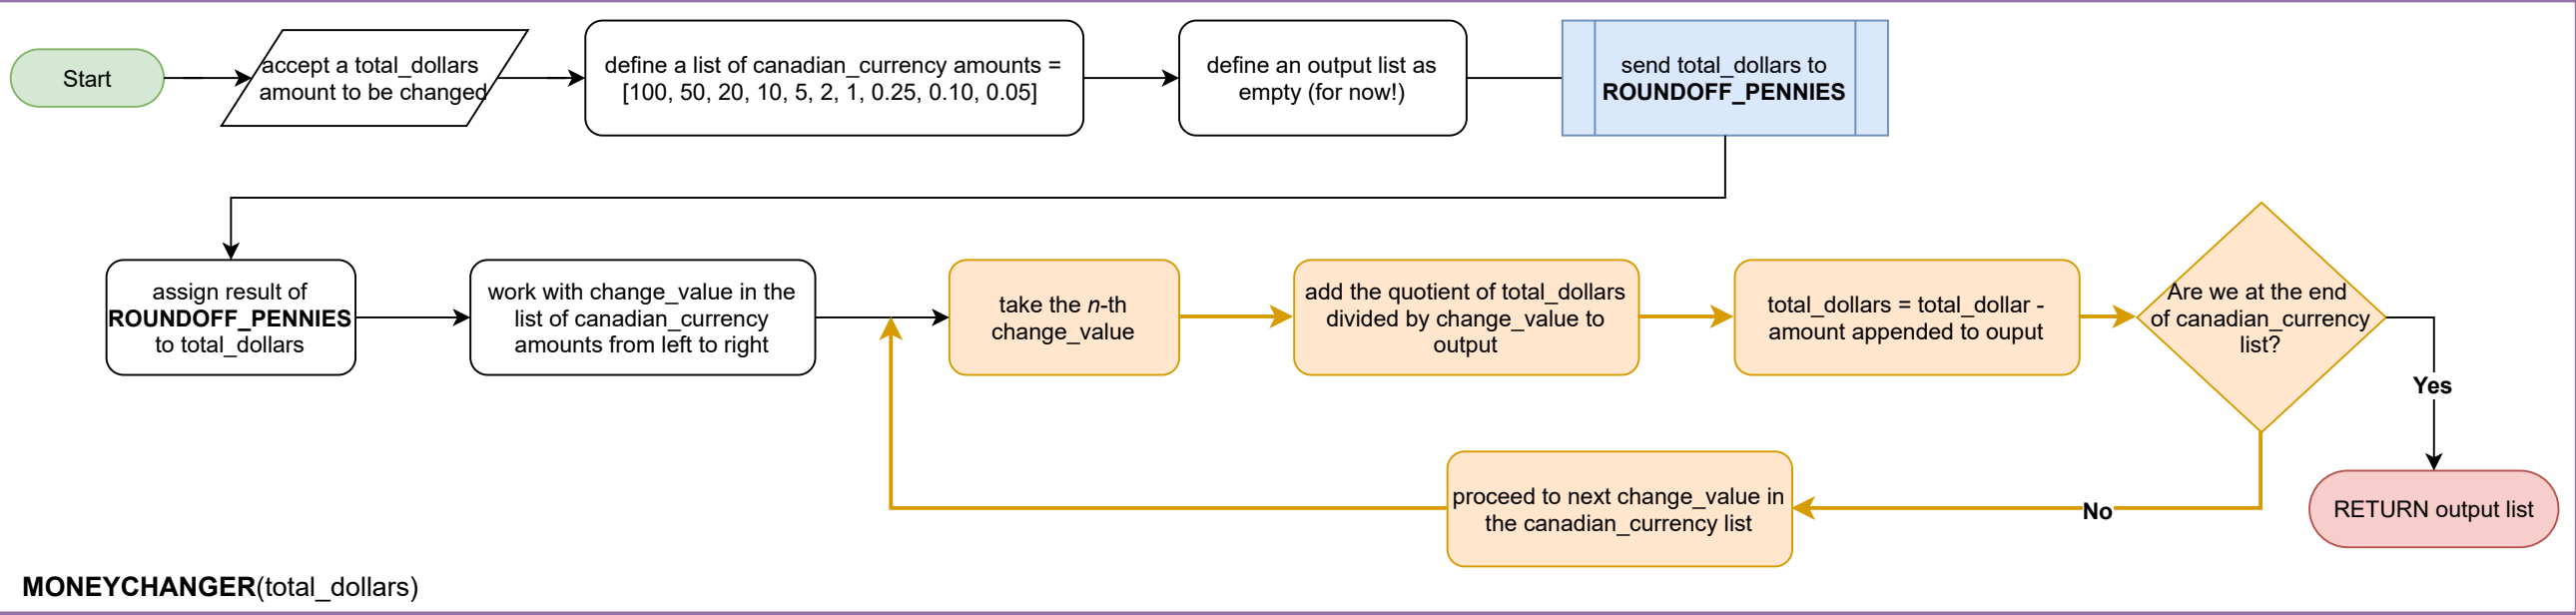 Start
accept a total_dollars
amount to be changed
define a list of canadian_currency amounts =
[100, 50, 20, 10, 5, 2, 1, 0.25, 0.10, 0.05]
define an output list as
empty (for now!)
send total_dollars to
ROUNDOFF_PENNIES
assign result of
ROUNDOFF_PENNIES
to total_dollars
work with change_value in the
list of canadian_currency
amounts from left to right
take the n-th
change_value
add the quotient of total_dollars
divided by change_value to
output
total_dollars = total_dollar -
amount appended to ouput
Are we at the end
of canadian_currency
list?
Yes
No
proceed to next change_value in
the canadian_currency list
RETURN output list
MONEYCHANGER(total_dollars)